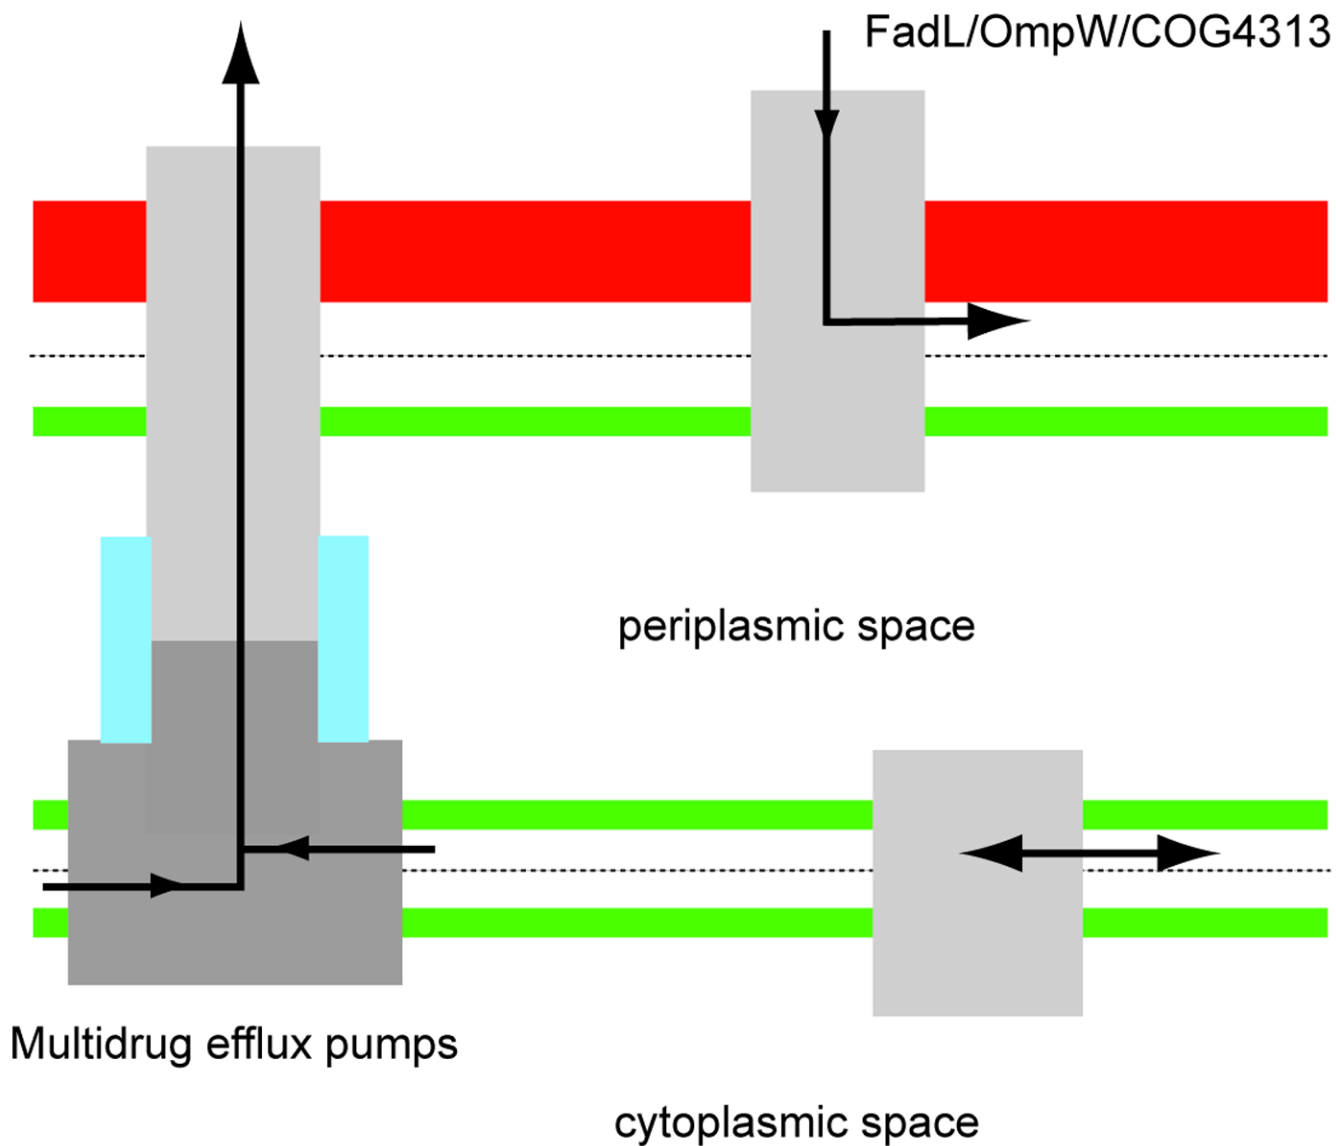 FadL/OmpW/COG4313
periplasmic space
Multidrug efflux pumps
cytoplasmic space